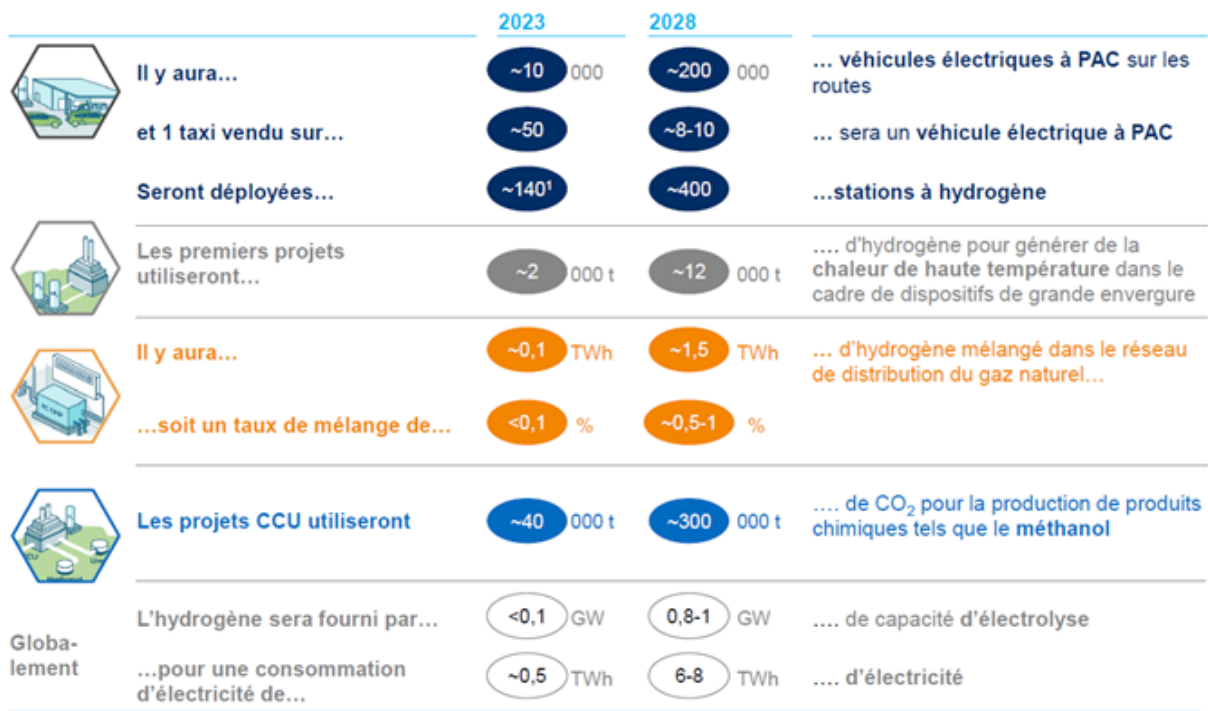 2023 2028
Il y aura… ~10 000 ~200 000 … véhicules électriques à PAC sur les
routes
et 1 taxi vendu sur… ~50 ~8-10 … sera un véhicule électrique à PAC
Seront déployées… ~140¹ ~400 …stations à hydrogène
Les premiers projets
utiliseront… ~2 000 t ~12 000 t …. d'hydrogène pour générer de la
chaleur de haute température dans le
cadre de dispositifs de grande envergure
Il y aura… ~0,1 TWh ~1,5 TWh … d'hydrogène mélangé dans le réseau
de distribution du gaz naturel…
…soit un taux de mélange de… <0,1 % ~0,5-1 %
Les projets CCU utiliseront ~40 000 t ~300 000 t …. de CO₂ pour la production de produits
chimiques tels que le méthanol
Globa-
lement
L'hydrogène sera fourni par… <0,1 GW 0,8-1 GW …. de capacité d'électrolyse
…pour une consommation
d'électricité de… ~0,5 TWh 6-8 TWh …. d'électricité